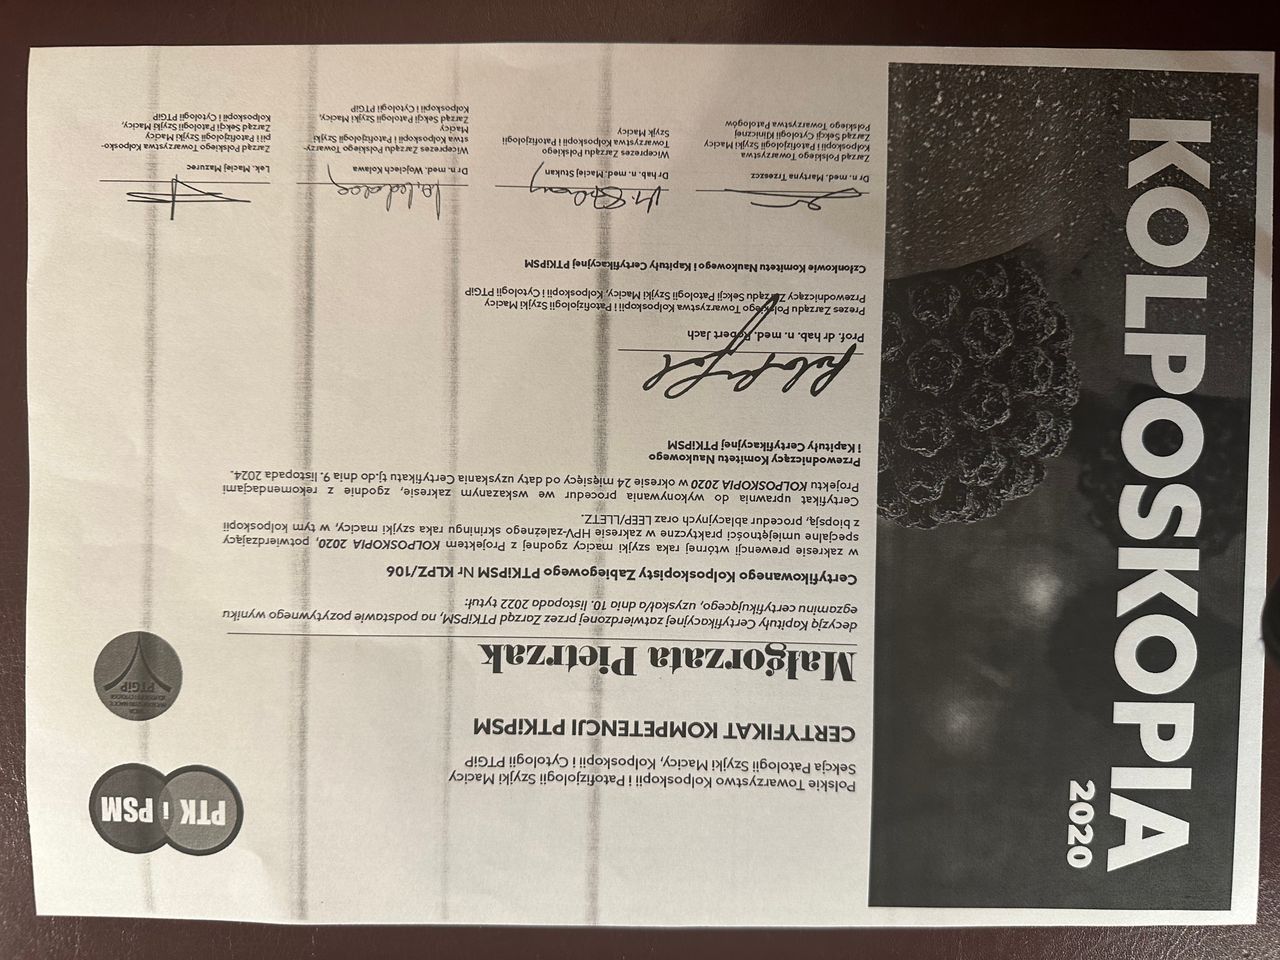 KOLPOSKOPIA
2020
PTK i PSM
PTGiP
Polskie Towarzystwo Kolposkopii i Patofizjologii Szyjki Macicy
Sekcja Patologii Szyjki Macicy, Kolposkopii i Cytologii PTGiP
CERTYFIKAT KOMPETENCJI PTKiPSM
Małgorzata Pietrzak
decyzją Kapituły Certyfikacyjnej zatwierdzonej przez Zarząd PTKiPSM, na podstawie pozytywnego wyniku
egzaminu certyfikującego, uzyskał/a dnia 10. listopada 2022 tytuł:
Certyfikowanego Kolposkopisty Zabiegowego PTKiPSM Nr KLPZ/106
w zakresie prewencji wtórnej raka szyjki macicy zgodnej z Projektem KOLPOSKOPIA 2020, potwierdzający
specjalne umiejętności praktyczne w zakresie HPV-zależnego skriningu raka szyjki macicy, w tym kolposkopii
z biopsją, procedur ablacyjnych oraz LEEP/LLETZ.
Certyfikat uprawnia do wykonywania procedur we wskazanym zakresie, zgodnie z rekomendacjami
Projektu KOLPOSKOPIA 2020 w okresie 24 miesięcy od daty uzyskania Certyfikatu tj.do dnia 9. listopada 2024.
Przewodniczący Komitetu Naukowego
i Kapituły Certyfikacyjnej PTKiPSM
Prof. dr hab. n. med. Robert Jach
Prezes Zarządu Polskiego Towarzystwa Kolposkopii i Patofizjologii Szyjki Macicy
Przewodniczący Zarządu Sekcji Patologii Szyjki Macicy, Kolposkopii i Cytologii PTGiP
Członkowie Komitetu Naukowego i Kapituły Certyfikacyjnej PTKiPSM
Dr n. med. Martyna Trzeszcz
Zarząd Polskiego Towarzystwa
Kolposkopii i Patofizjologii Szyjki Macicy
Zarząd Sekcji Cytologii Klinicznej
Polskiego Towarzystwa Patologów
Dr hab. n. med. Maciej Stukan
Wiceprezes Zarządu Polskiego
Towarzystwa Kolposkopii i Patofizjologii
Szyjki Macicy
Dr n. med. Wojciech Kolawa
Wiceprezes Zarządu Polskiego Towarzy-
stwa Kolposkopii i Patofizjologii Szyjki
Macicy
Zarząd Sekcji Patologii Szyjki Macicy,
Kolposkopii i Cytologii PTGiP
Lek. Maciej Mazurec
Zarząd Polskiego Towarzystwa Kolposko-
pii i Patofizjologii Szyjki Macicy
Zarząd Sekcji Patologii Szyjki Macicy,
Kolposkopii i Cytologii PTGiP